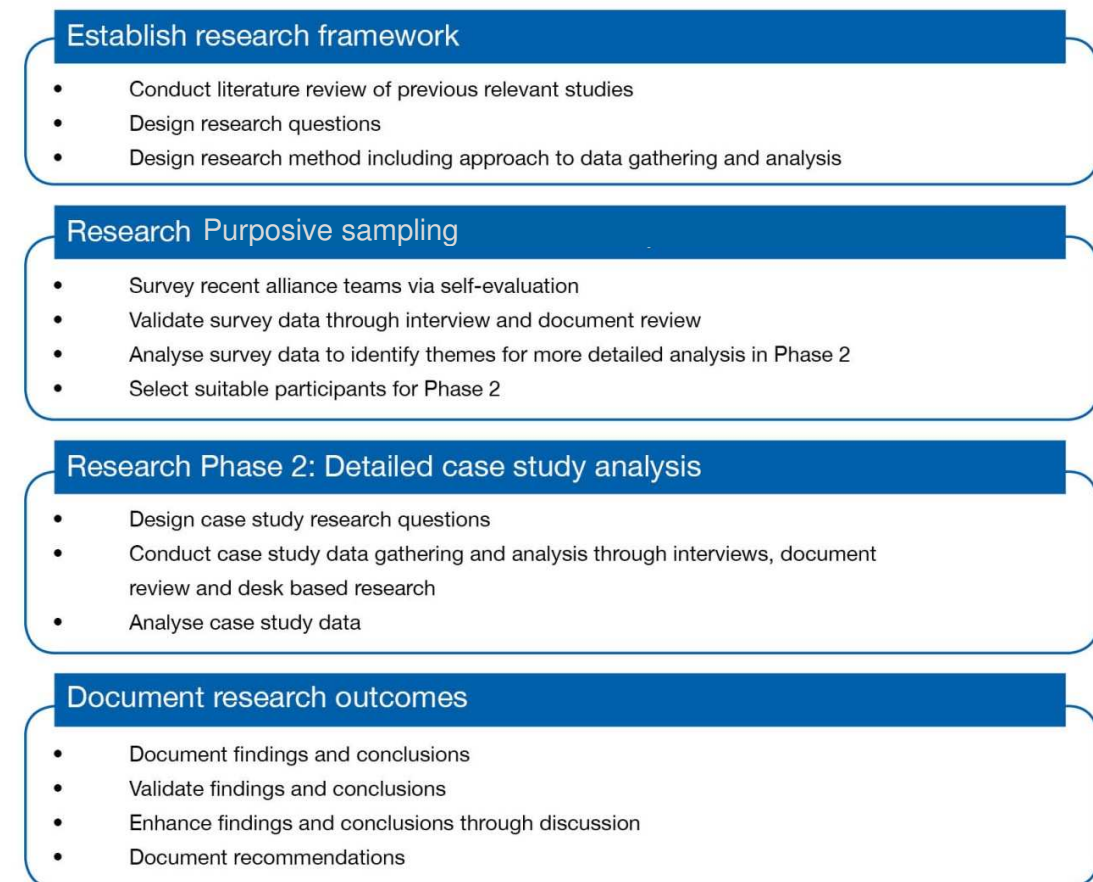 Establish research framework
• Conduct literature review of previous relevant studies
• Design research questions
• Design research method including approach to data gathering and analysis
Research Purposive sampling
• Survey recent alliance teams via self-evaluation
• Validate survey data through interview and document review
• Analyse survey data to identify themes for more detailed analysis in Phase 2
• Select suitable participants for Phase 2
Research Phase 2: Detailed case study analysis
• Design case study research questions
• Conduct case study data gathering and analysis through interviews, document
review and desk based research
• Analyse case study data
Document research outcomes
• Document findings and conclusions
• Validate findings and conclusions
• Enhance findings and conclusions through discussion
• Document recommendations